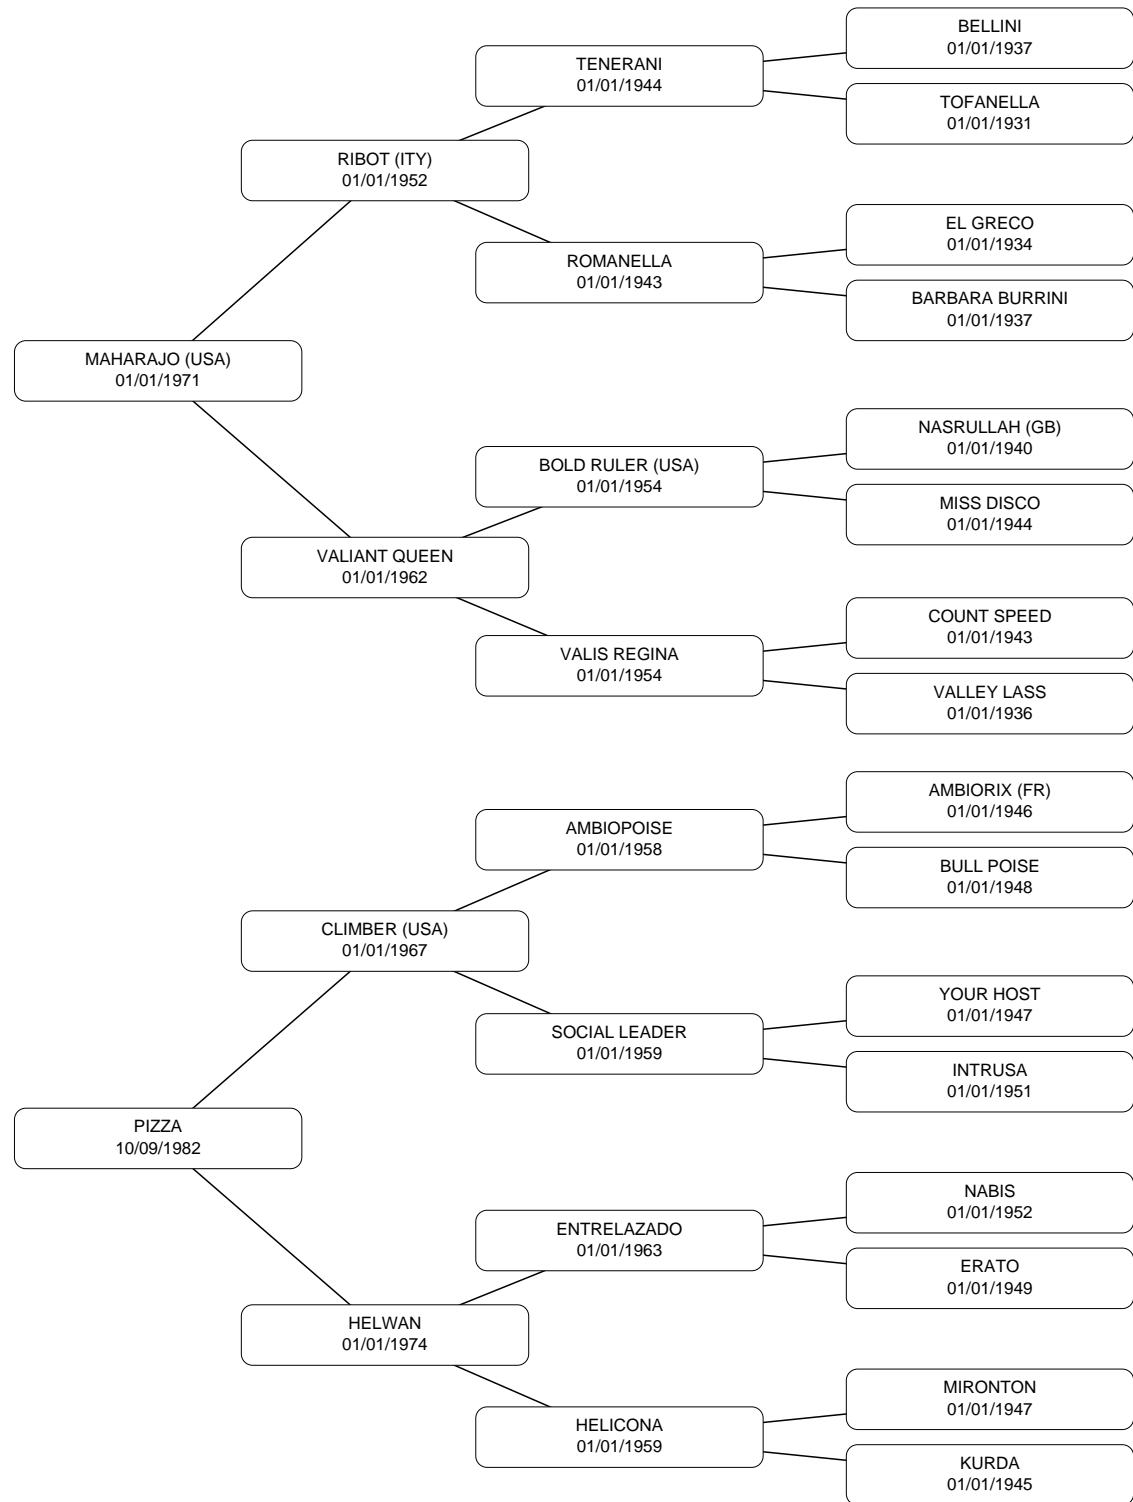 BELLINI
01/01/1937
TENERANI
01/01/1944
TOFANELLA
01/01/1931
RIBOT (ITY)
01/01/1952
EL GRECO
01/01/1934
ROMANELLA
01/01/1943
BARBARA BURRINI
01/01/1937
MAHARAJO (USA)
01/01/1971
NASRULLAH (GB)
01/01/1940
BOLD RULER (USA)
01/01/1954
MISS DISCO
01/01/1944
VALIANT QUEEN
01/01/1962
COUNT SPEED
01/01/1943
VALIS REGINA
01/01/1954
VALLEY LASS
01/01/1936
AMBIORIX (FR)
01/01/1946
AMBIOPOISE
01/01/1958
BULL POISE
01/01/1948
CLIMBER (USA)
01/01/1967
YOUR HOST
01/01/1947
SOCIAL LEADER
01/01/1959
INTRUSA
01/01/1951
PIZZA
10/09/1982
NABIS
01/01/1952
ENTRELAZADO
01/01/1963
ERATO
01/01/1949
HELWAN
01/01/1974
MIRONTON
01/01/1947
HELICONA
01/01/1959
KURDA
01/01/1945